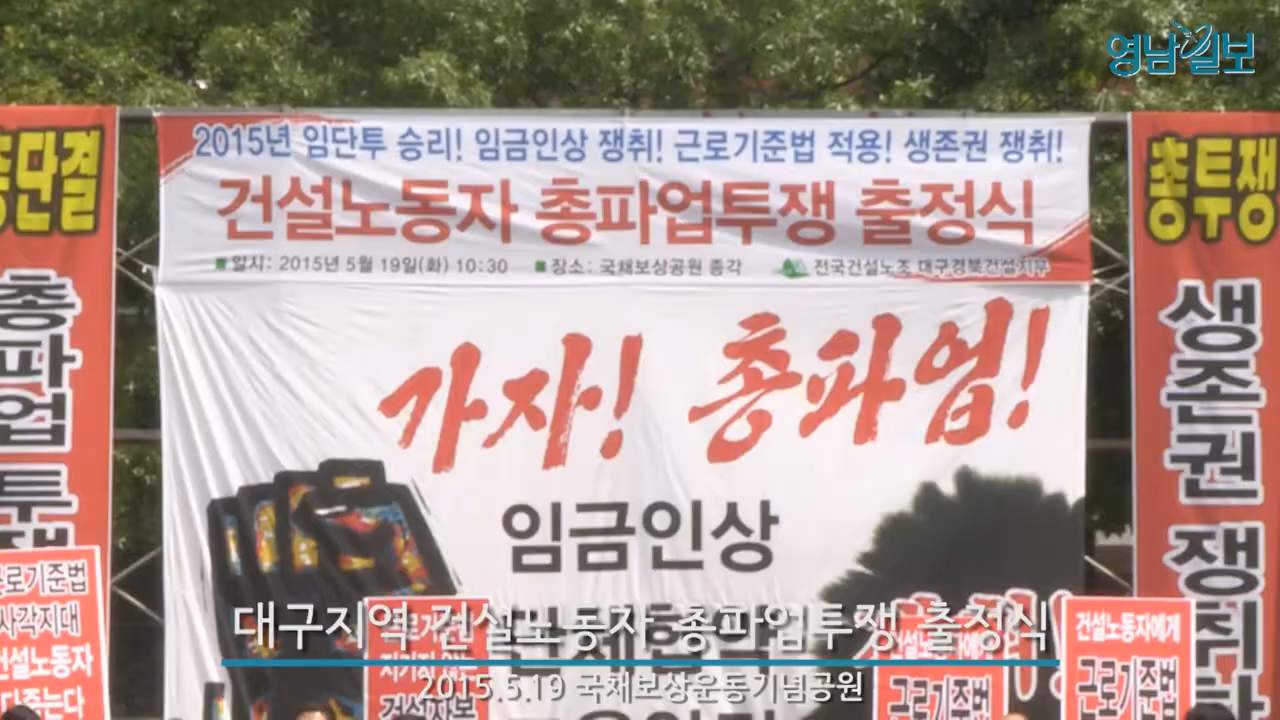 영남일보
총단결
2015년 임단투 승리! 임금인상 쟁취! 근로기준법 적용! 생존권 쟁취!
건설노동자 총파업투쟁 출정식
■일시: 2015년 5월 19일(화) 10:30 ■장소: 국채보상공원 종각 전국건설노조 대구경북건설지부
총투쟁
총파업 투쟁
가자! 총파업!
생존권 쟁취
임금인상
근로기준법
사각지대
건설노동자
대구지역 건설노동자 총파업투쟁 출정식
2015.5.19 국채보상운동기념공원
근로기준법
건설노동자에게
근로기준법